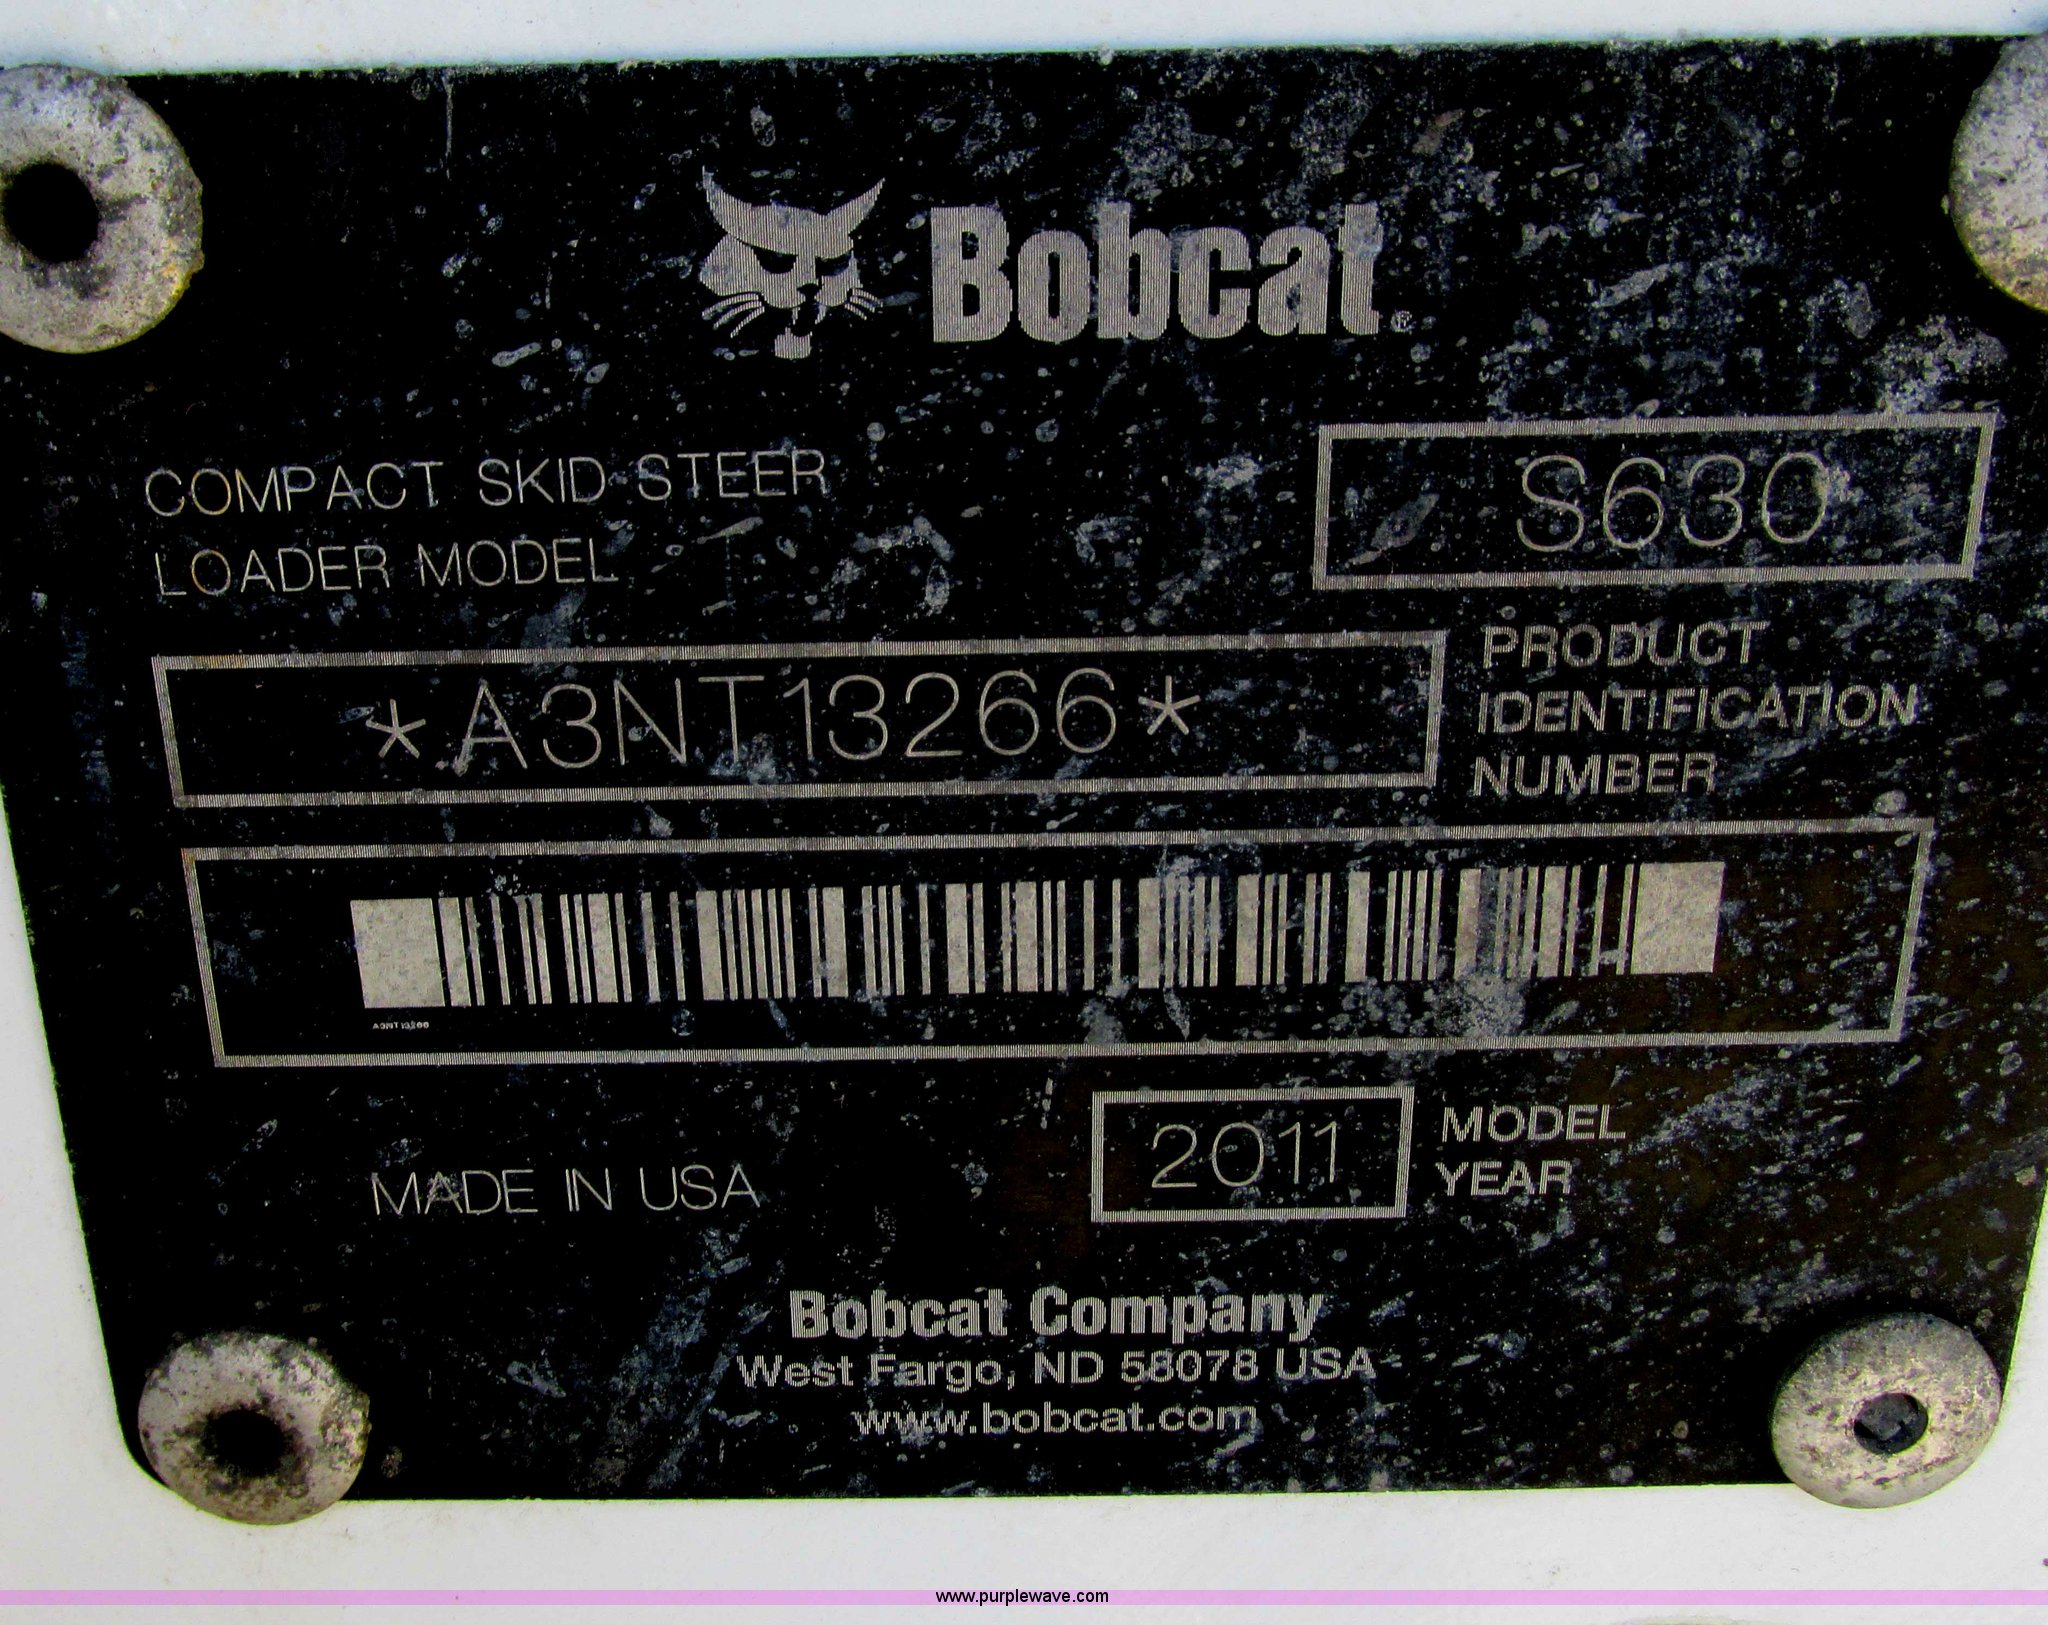 Bobcat®
COMPACT SKID STEER
LOADER MODEL
S630
*A3NT13266*
PRODUCT
IDENTIFICATION
NUMBER
A3NT13266
MADE IN USA
2011
MODEL
YEAR
Bobcat Company
West Fargo, ND 58078 USA
www.bobcat.com
www.purplewave.com